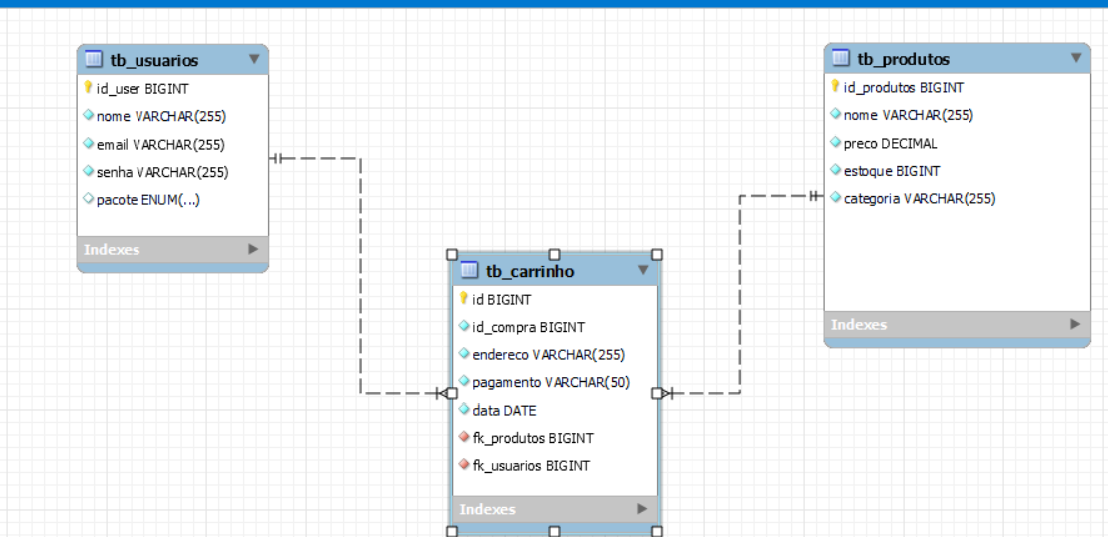 tb_usuarios
id_user BIGINT
nome VARCHAR(255)
email VARCHAR(255)
senha VARCHAR(255)
pacote ENUM(...)
Indexes
tb_produtos
id_produtos BIGINT
nome VARCHAR(255)
preco DECIMAL
estoque BIGINT
categoria VARCHAR(255)
Indexes
tb_carrinho
id BIGINT
id_compra BIGINT
endereco VARCHAR(255)
pagamento VARCHAR(50)
data DATE
fk_produtos BIGINT
fk_usuarios BIGINT
Indexes